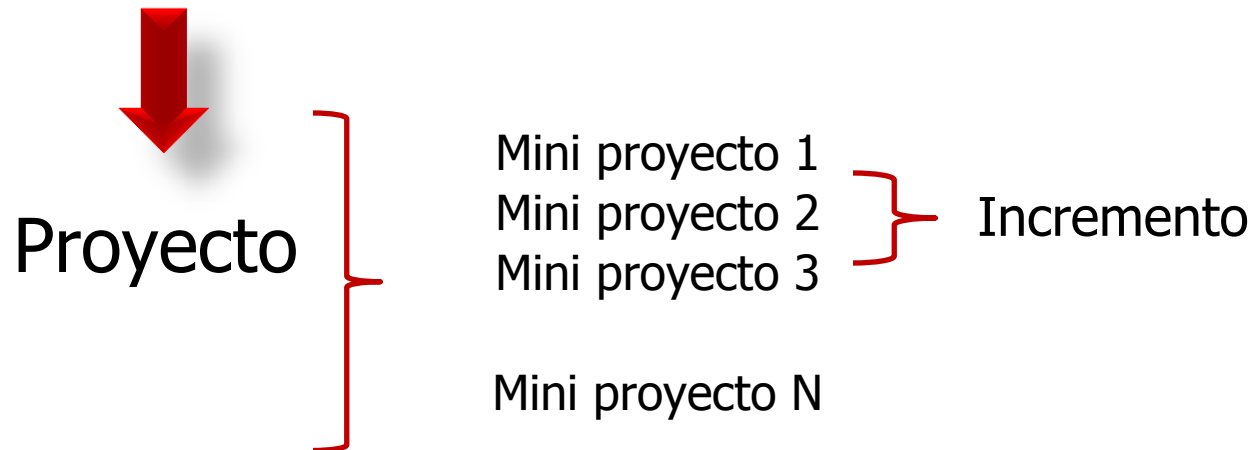 Proyecto
Mini proyecto 1
Mini proyecto 2
Mini proyecto 3
Mini proyecto N
Incremento